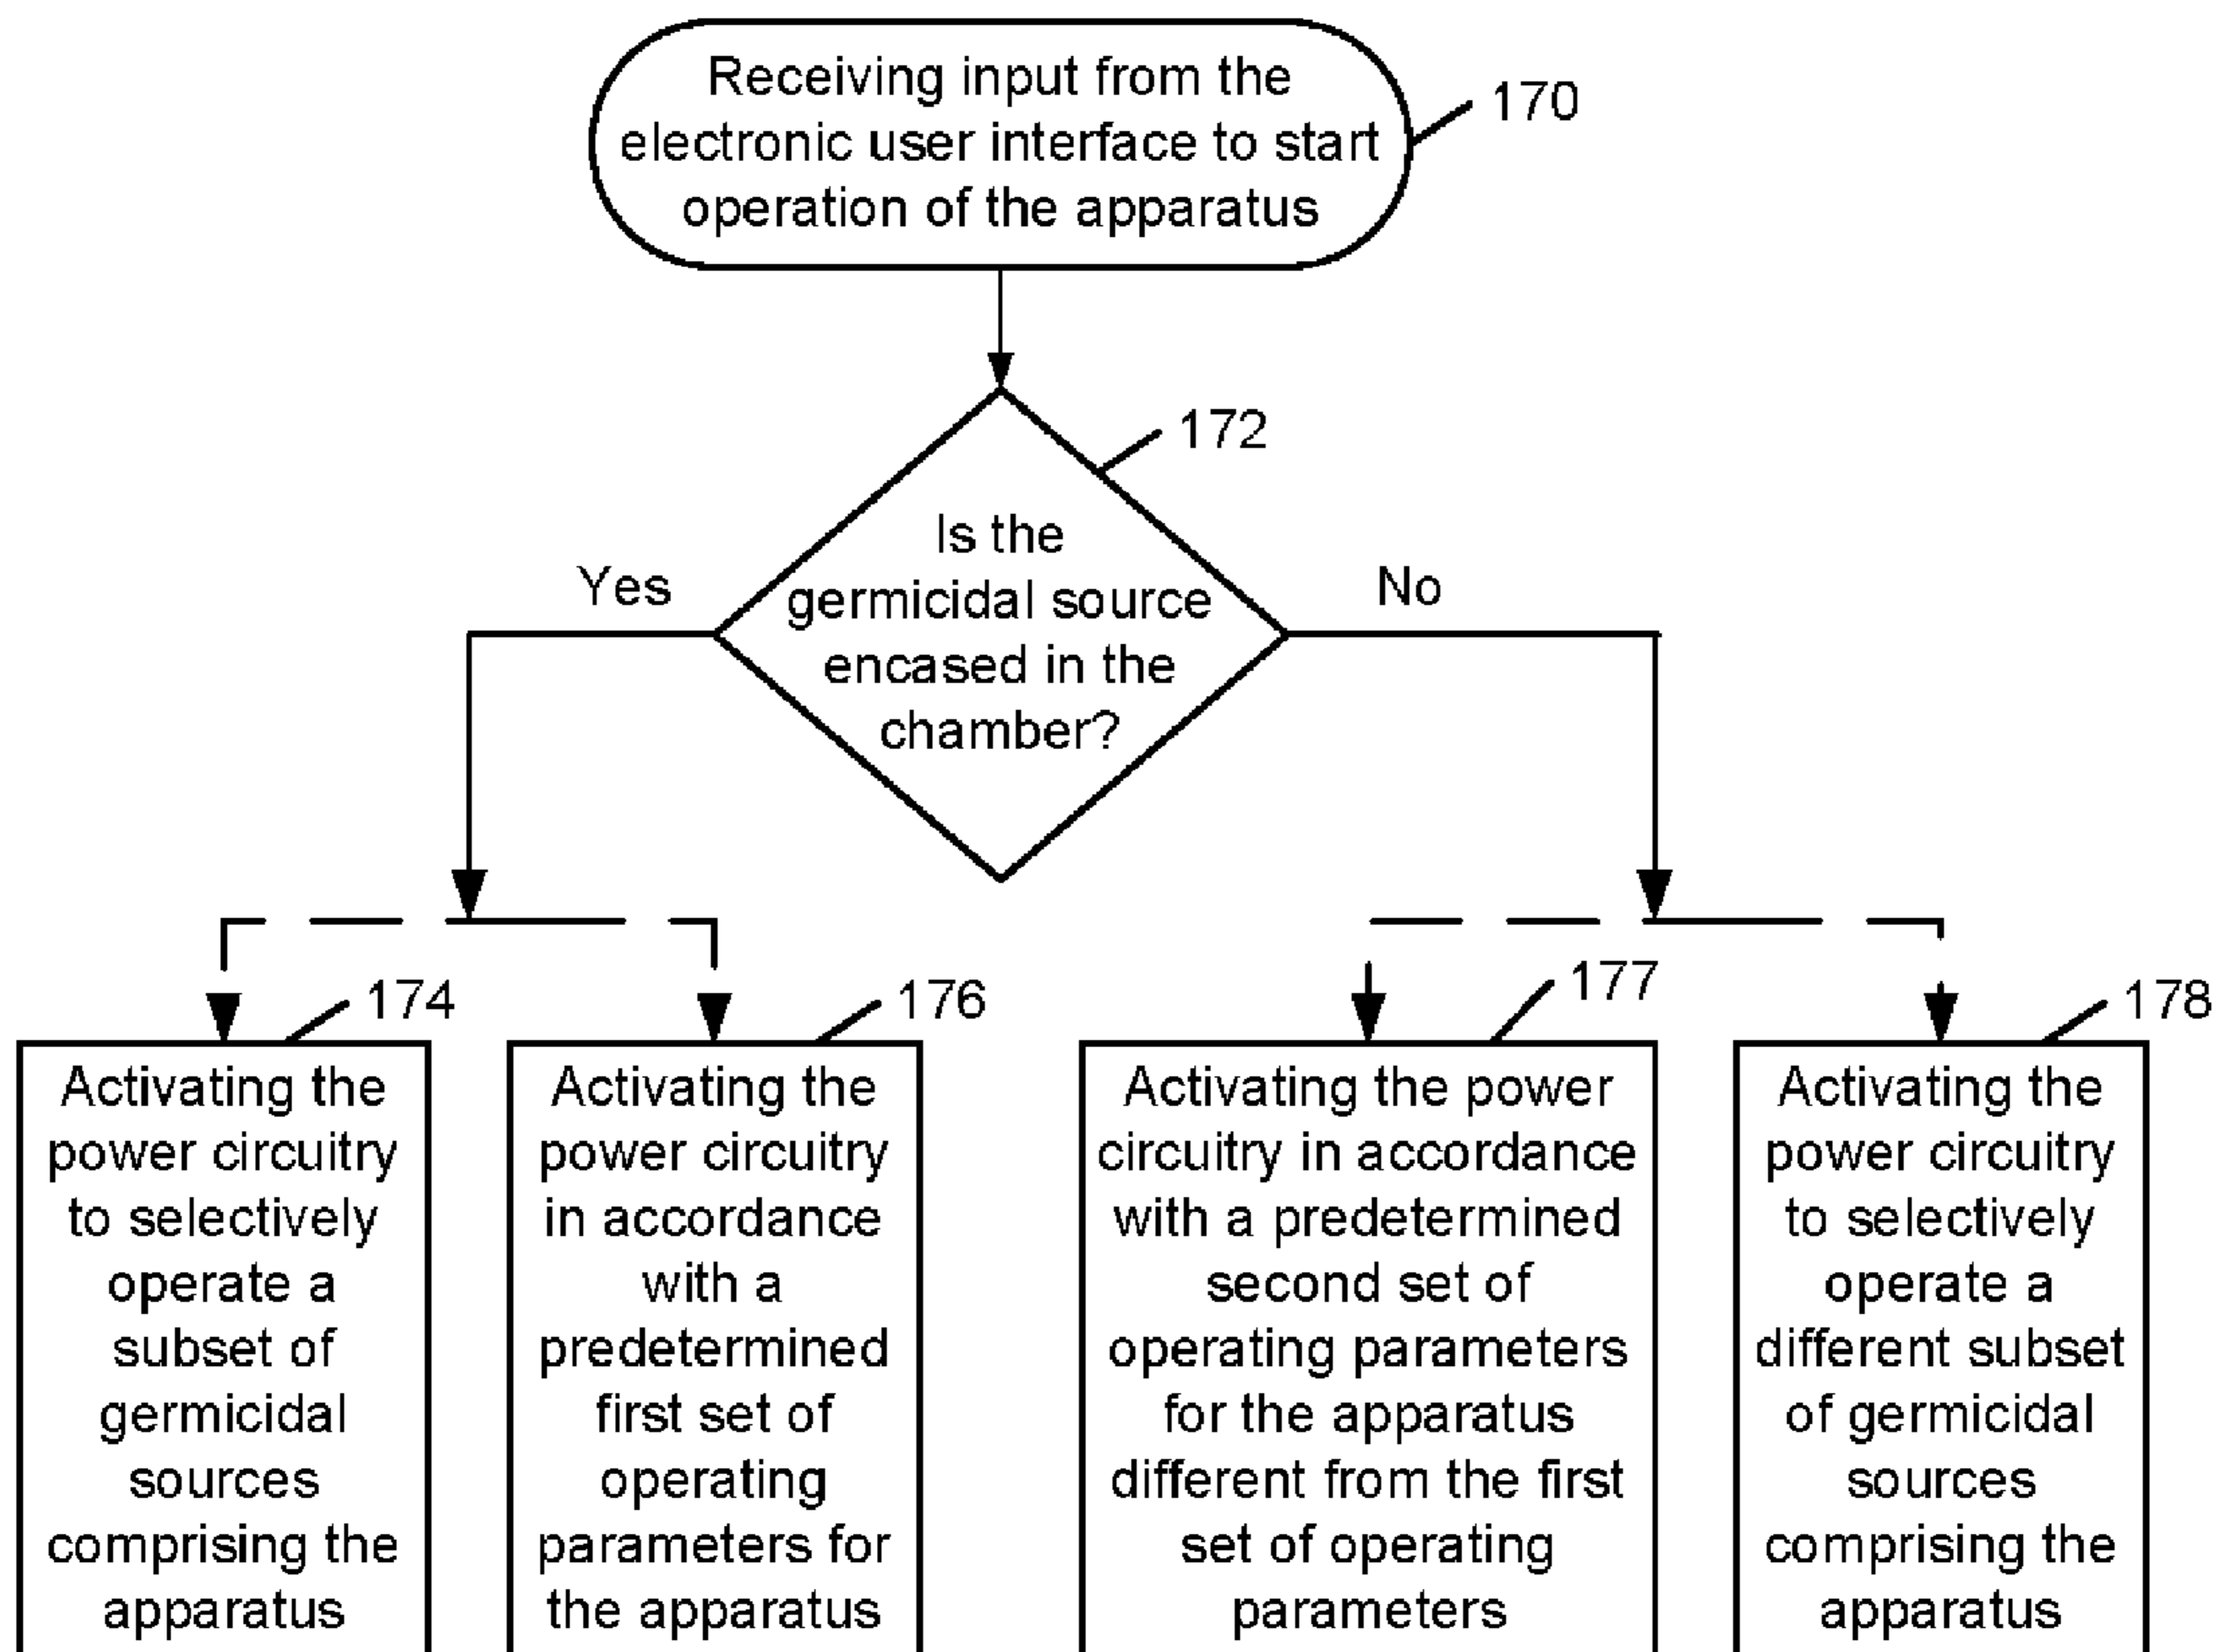 Receiving input from the
electronic user interface to start
operation of the apparatus
170
172
Is the
germicidal source
encased in the
chamber?
Yes
No
174
176
177
178
Activating the
power circuitry
to selectively
operate a
subset of
germicidal
sources
comprising the
apparatus
Activating the
power circuitry
in accordance
with a
predetermined
first set of
operating
parameters for
the apparatus
Activating the power
circuitry in accordance
with a predetermined
second set of
operating parameters
for the apparatus
different from the first
set of operating
parameters
Activating the
power circuitry
to selectively
operate a
different subset
of germicidal
sources
comprising the
apparatus